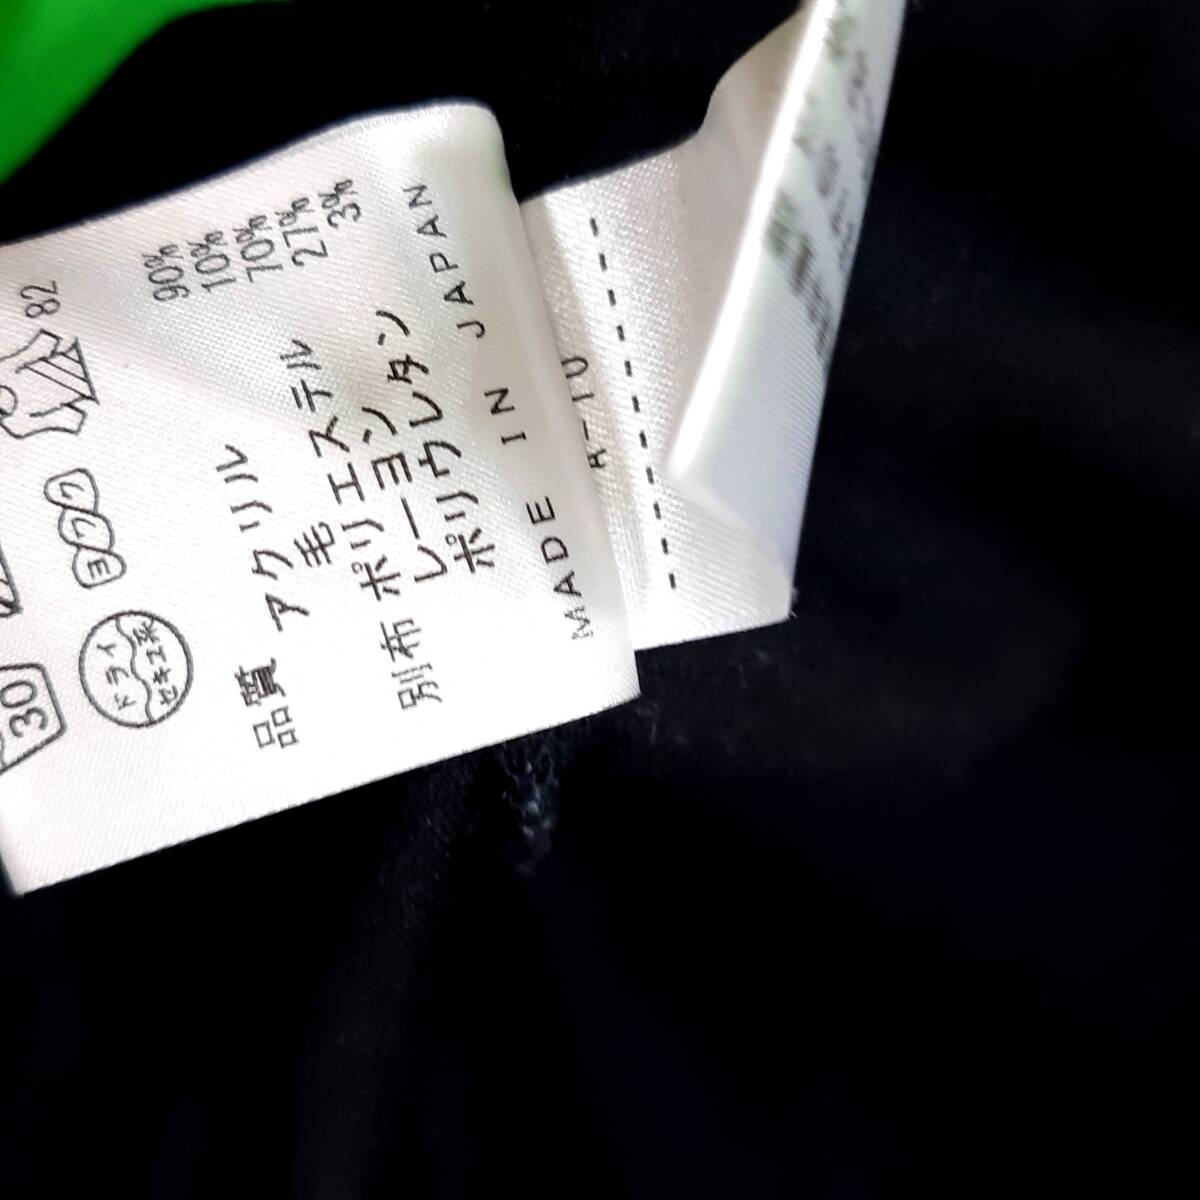 82
ヨワク
30
ドライ
セキユ系
品質 アクリル 90%
毛 10%
別布 ポリエステル 70%
レーヨン 27%
ポリウレタン 3%
MADE IN JAPAN